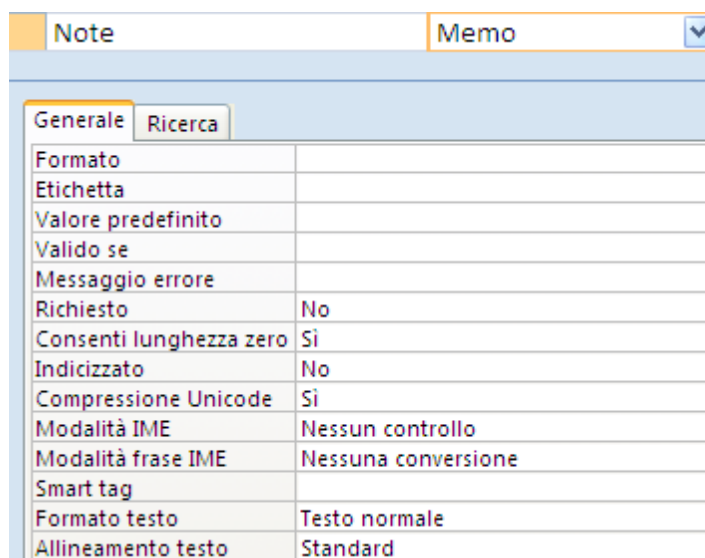 Note Memo
Generale Ricerca
Formato
Etichetta
Valore predefinito
Valido se
Messaggio errore
Richiesto No
Consenti lunghezza zero Sì
Indicizzato No
Compressione Unicode Sì
Modalità IME Nessun controllo
Modalità frase IME Nessuna conversione
Smart tag
Formato testo Testo normale
Allineamento testo Standard